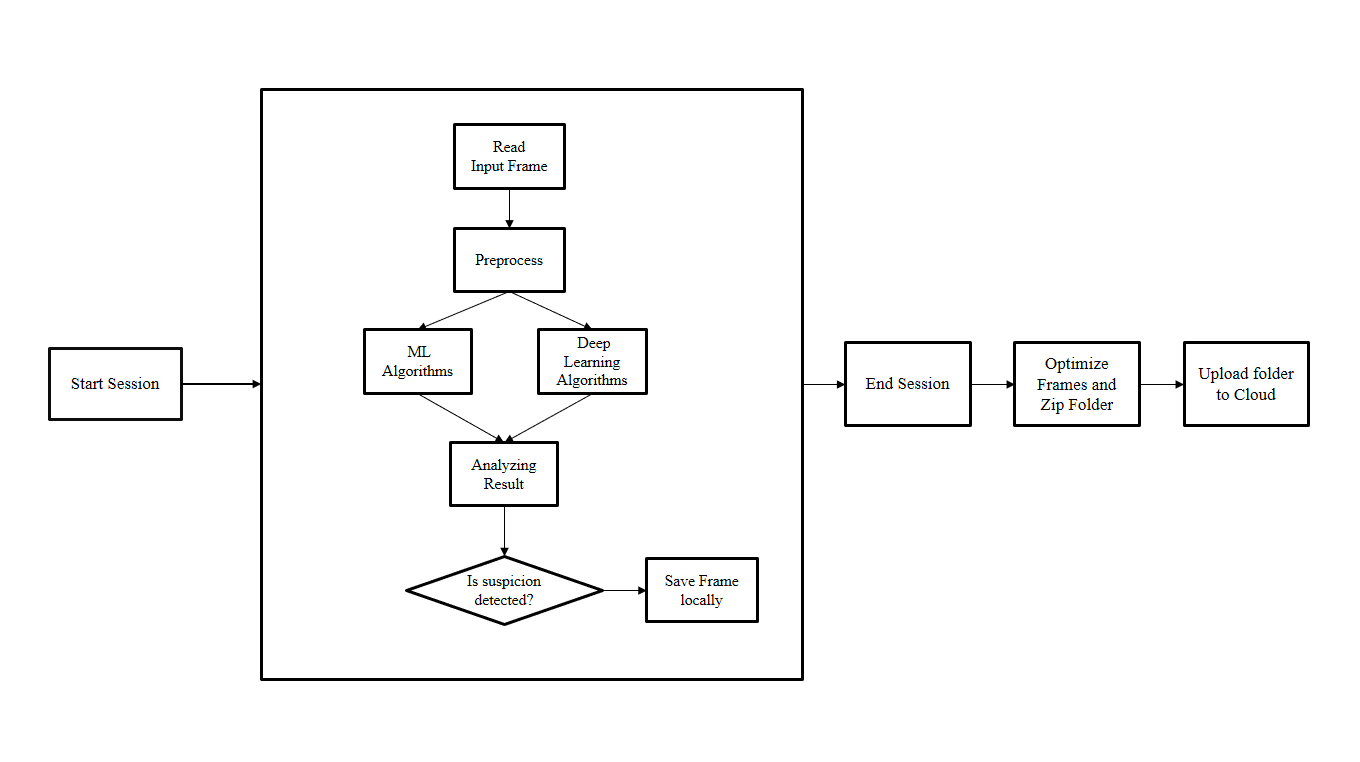 Start Session
Read
Input Frame
Preprocess
ML
Algorithms
Deep
Learning
Algorithms
Analyzing
Result
Is suspicion
detected?
Save Frame
locally
End Session
Optimize
Frames and
Zip Folder
Upload folder
to Cloud